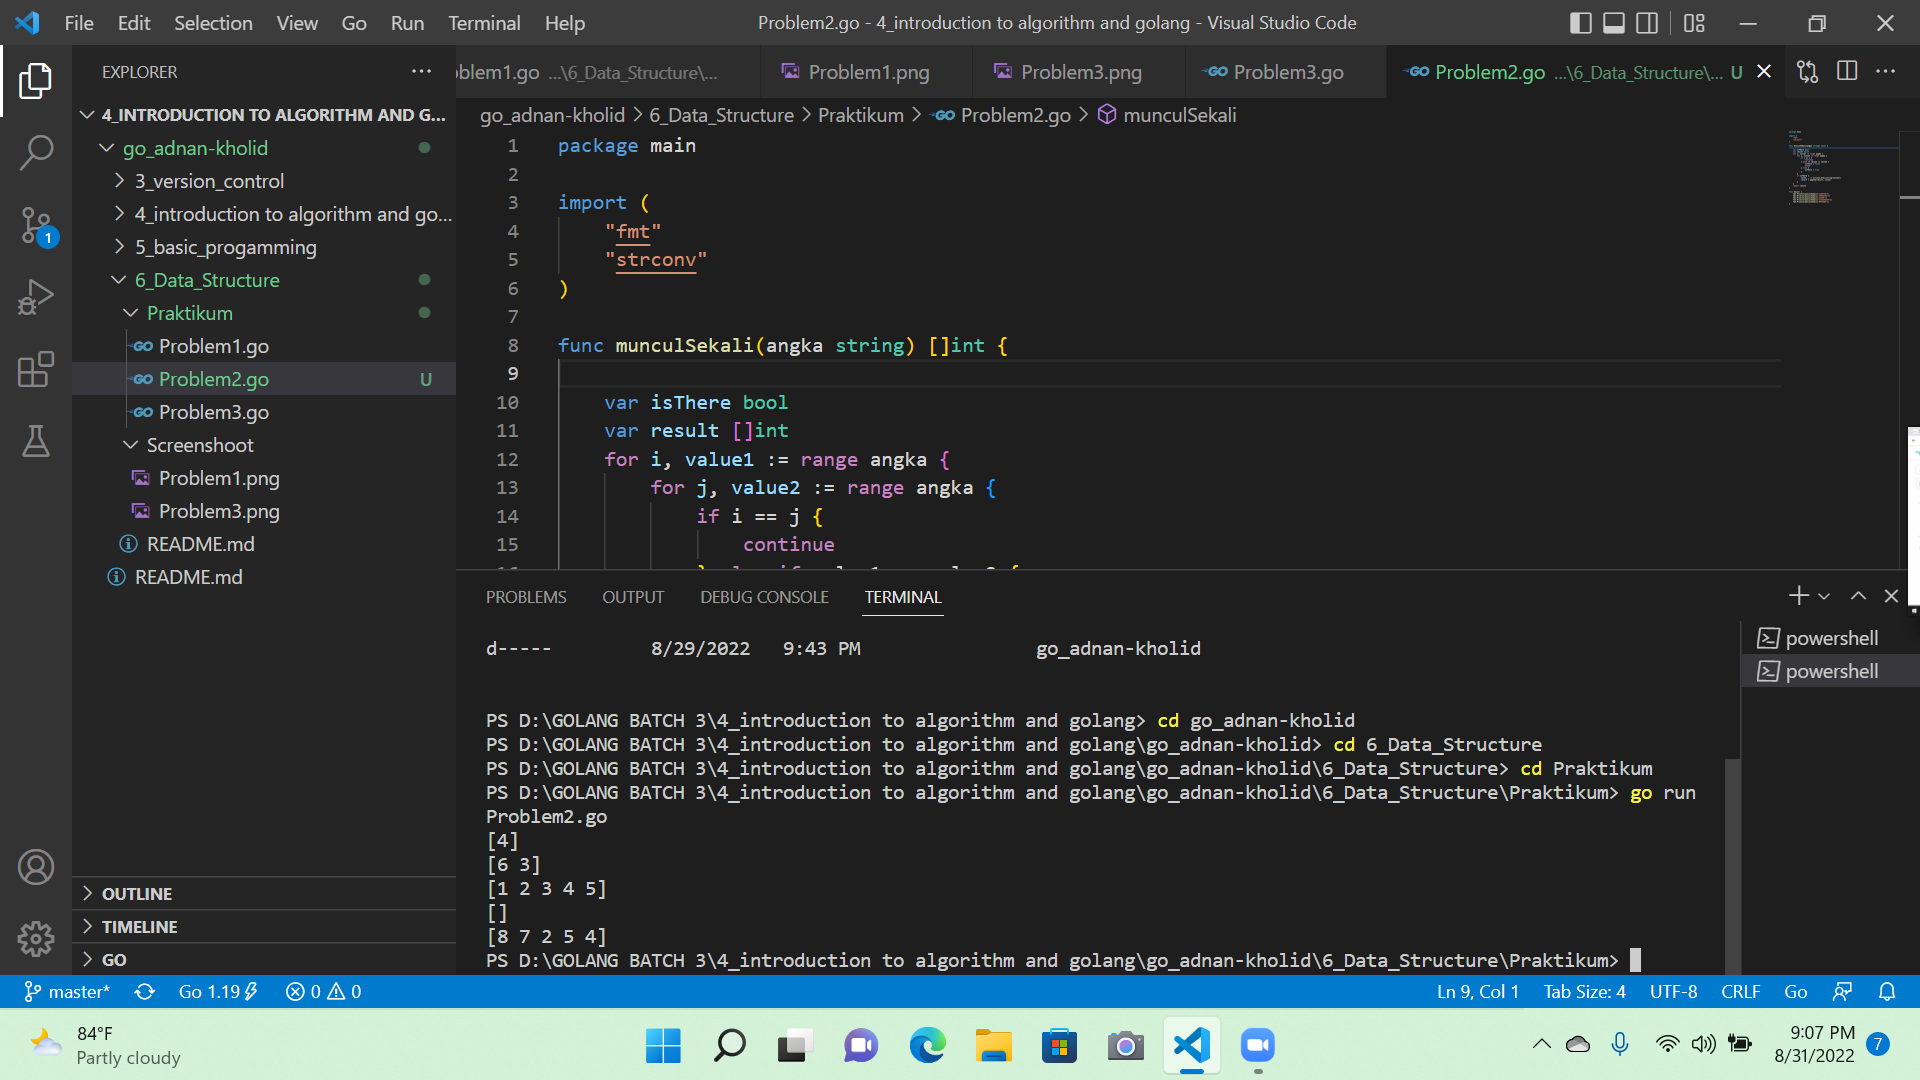 File Edit Selection View Go Run Terminal Help
Problem2.go - 4_introduction to algorithm and golang - Visual Studio Code
EXPLORER
oblem1.go ...\6_Data_Structure\...
Problem1.png
Problem3.png
Problem3.go
Problem2.go ...\6_Data_Structure\... U
4_INTRODUCTION TO ALGORITHM AND G...
go_adnan-kholid
3_version_control
4_introduction to algorithm and go...
5_basic_progamming
6_Data_Structure
Praktikum
Problem1.go
Problem2.go U
Problem3.go
Screenshoot
Problem1.png
Problem3.png
README.md
README.md
OUTLINE
TIMELINE
GO
go_adnan-kholid > 6_Data_Structure > Praktikum > Problem2.go > munculSekali
1 package main
2
3 import (
4 "fmt"
5 "strconv"
6 )
7
8 func munculSekali(angka string) []int {
9
10 var isThere bool
11 var result []int
12 for i, value1 := range angka {
13 for j, value2 := range angka {
14 if i == j {
15 continue
PROBLEMS OUTPUT DEBUG CONSOLE TERMINAL
d----- 8/29/2022 9:43 PM go_adnan-kholid
PS D:\GOLANG BATCH 3\4_introduction to algorithm and golang> cd go_adnan-kholid
PS D:\GOLANG BATCH 3\4_introduction to algorithm and golang\go_adnan-kholid> cd 6_Data_Structure
PS D:\GOLANG BATCH 3\4_introduction to algorithm and golang\go_adnan-kholid\6_Data_Structure> cd Praktikum
PS D:\GOLANG BATCH 3\4_introduction to algorithm and golang\go_adnan-kholid\6_Data_Structure\Praktikum> go run
Problem2.go
[4]
[6 3]
[1 2 3 4 5]
[]
[8 7 2 5 4]
PS D:\GOLANG BATCH 3\4_introduction to algorithm and golang\go_adnan-kholid\6_Data_Structure\Praktikum>
powershell
powershell
1
master* Go 1.19 0 0
Ln 9, Col 1 Tab Size: 4 UTF-8 CRLF Go
84°F
Partly cloudy
9:07 PM
8/31/2022
7